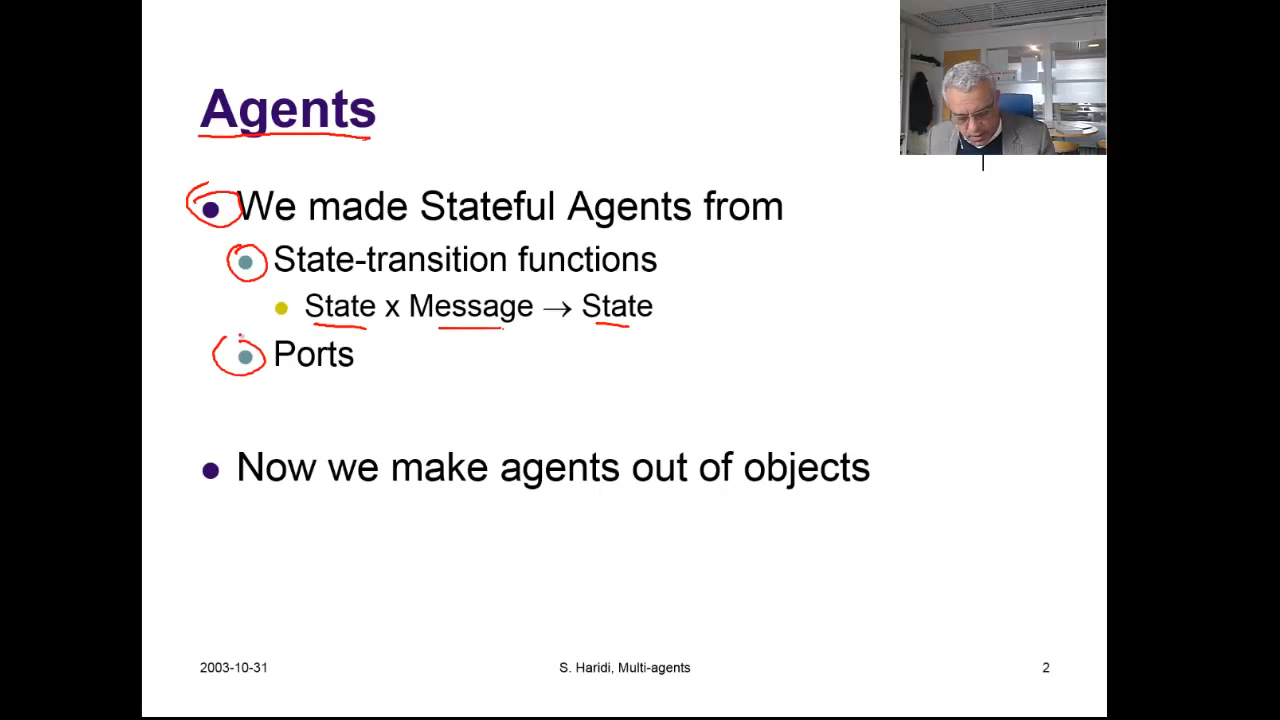 Agents
We made Stateful Agents from
State-transition functions
State x Message → State
Ports
Now we make agents out of objects
2003-10-31
S. Haridi, Multi-agents
2